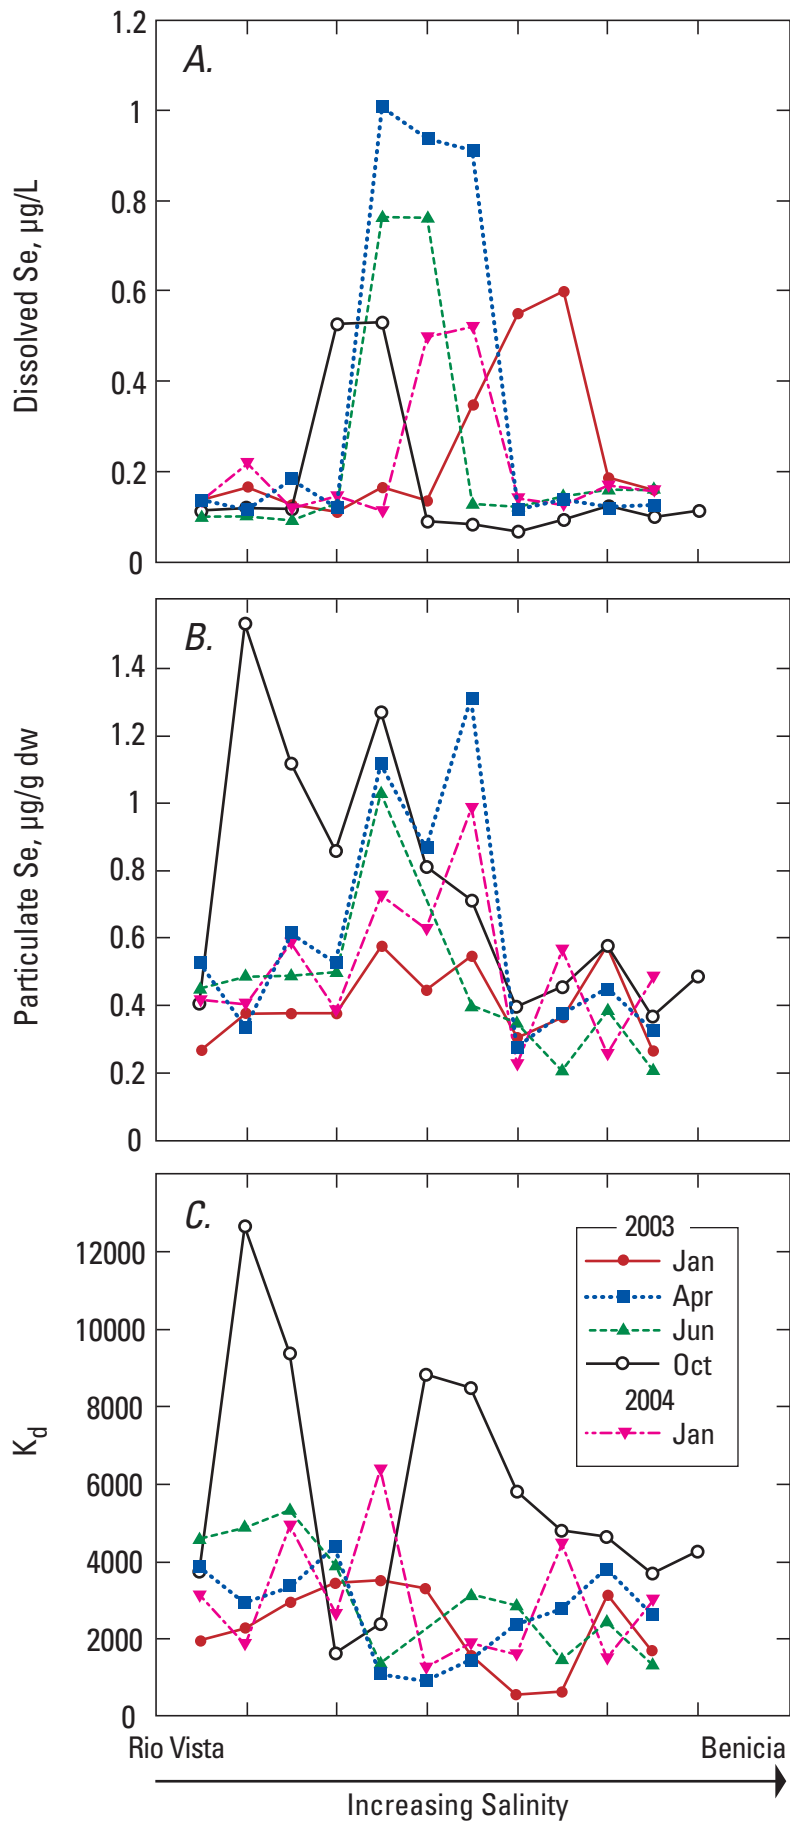 1.2
A.
1
0.8
0.6
0.4
0.2
0
Dissolved Se, µg/L
B.
1.4
1.2
1
0.8
0.6
0.4
0.2
0
Particulate Se, µg/g dw
C.
12000
10000
8000
6000
4000
2000
0
Kd
2003
Jan
Apr
Jun
Oct
2004
Jan
Rio Vista Benicia
Increasing Salinity